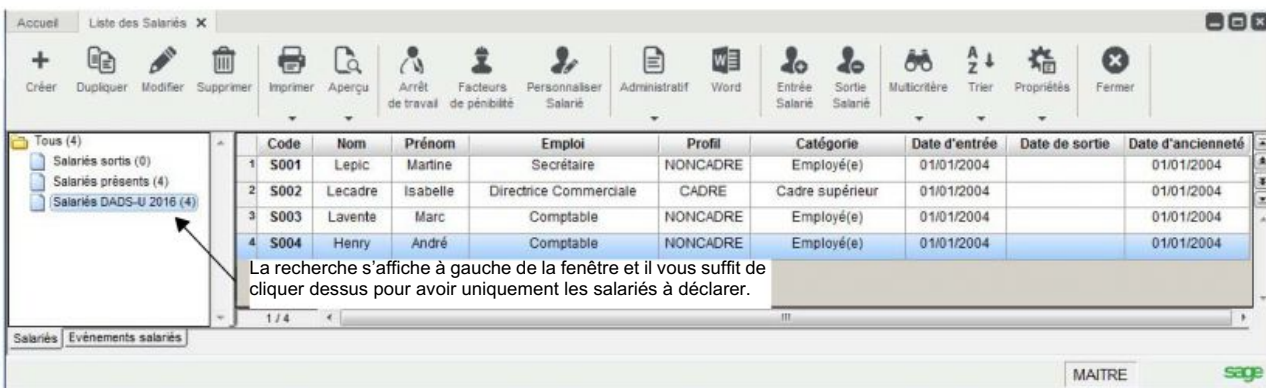 Accueil Liste des Salariés
Créer Dupliquer Modifier Supprimer Imprimer Aperçu Arrêt de travail Facteurs de pénibilité Personnaliser Salarié Administratif Word Entrée Salarié Sortie Salarié Multicritère Trier Propriétés Fermer
Tous (4)
Salariés sortis (0)
Salariés présents (4)
Salariés DADS-U 2016 (4)
Code Nom Prénom Emploi Profil Catégorie Date d'entrée Date de sortie Date d'ancienneté
1 S001 Lepic Martine Secrétaire NONCADRE Employé(e) 01/01/2004 01/01/2004
2 S002 Lecadre Isabelle Directrice Commerciale CADRE Cadre supérieur 01/01/2004 01/01/2004
3 S003 Lavente Marc Comptable NONCADRE Employé(e) 01/01/2004 01/01/2004
4 S004 Henry André Comptable NONCADRE Employé(e) 01/01/2004 01/01/2004
La recherche s'affiche à gauche de la fenêtre et il vous suffit de
cliquer dessus pour avoir uniquement les salariés à déclarer.
1 / 4
Salariés Evènements salariés
MAITRE sage